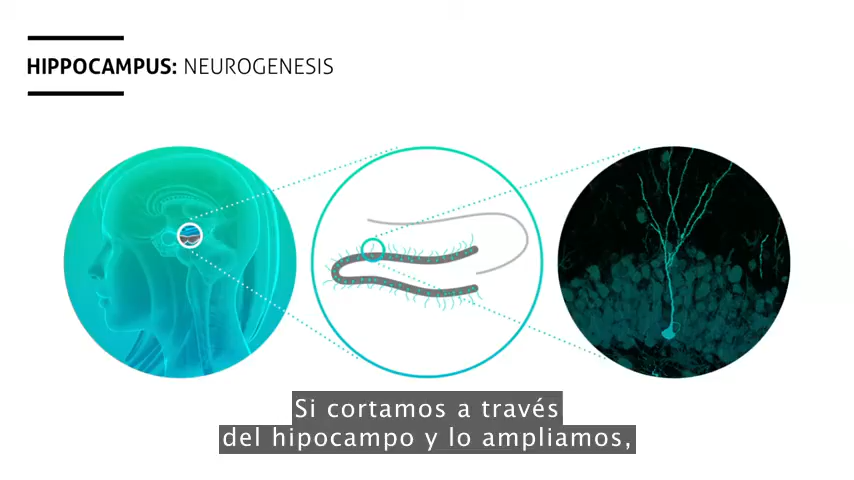 HIPPOCAMPUS: NEUROGENESIS
Si cortamos a través
del hipocampo y lo ampliamos,